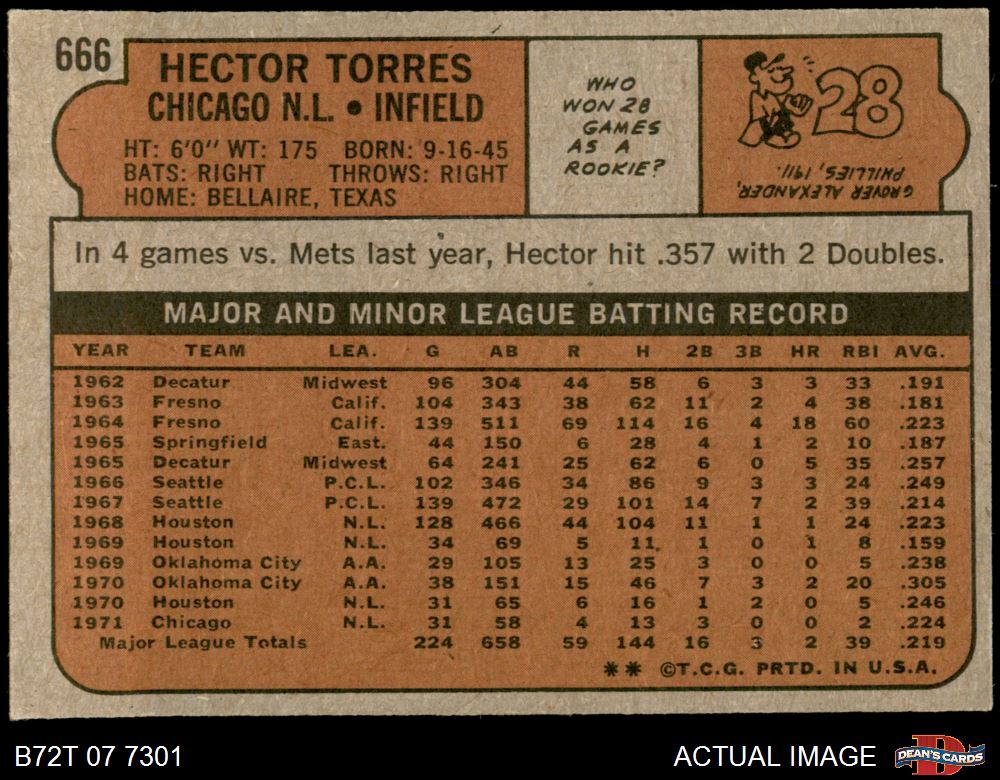 666
HECTOR TORRES
CHICAGO N.L. • INFIELD
HT: 6'0" WT: 175 BORN: 9-16-45
BATS: RIGHT THROWS: RIGHT
HOME: BELLAIRE, TEXAS
WHO
WON 28
GAMES
AS A
ROOKIE?
28
GROVER ALEXANDER,
PHILLIES, 1911.
In 4 games vs. Mets last year, Hector hit .357 with 2 Doubles.
MAJOR AND MINOR LEAGUE BATTING RECORD
YEAR TEAM LEA. G AB R H 2B 3B HR RBI AVG.
1962 Decatur Midwest 96 304 44 58 6 3 3 33 .191
1963 Fresno Calif. 104 343 38 62 11 2 4 38 .181
1964 Fresno Calif. 139 511 69 114 16 4 18 60 .223
1965 Springfield East. 44 150 6 28 4 1 2 10 .187
1965 Decatur Midwest 64 241 25 62 6 0 5 35 .257
1966 Seattle P.C.L. 102 346 34 86 9 3 3 24 .249
1967 Seattle P.C.L. 139 472 29 101 14 7 2 39 .214
1968 Houston N.L. 128 466 44 104 11 1 1 24 .223
1969 Houston N.L. 34 69 5 11 1 0 1 8 .159
1969 Oklahoma City A.A. 29 105 13 25 3 0 0 5 .238
1970 Oklahoma City A.A. 38 151 15 46 7 3 2 20 .305
1970 Houston N.L. 31 65 6 16 1 2 0 5 .246
1971 Chicago N.L. 31 58 4 13 3 0 0 2 .224
Major League Totals 224 658 59 144 16 3 2 39 .219
** ©T.C.G. PRTD. IN U.S.A.
B72T 07 7301
ACTUAL IMAGE
DEAN'S CARDS